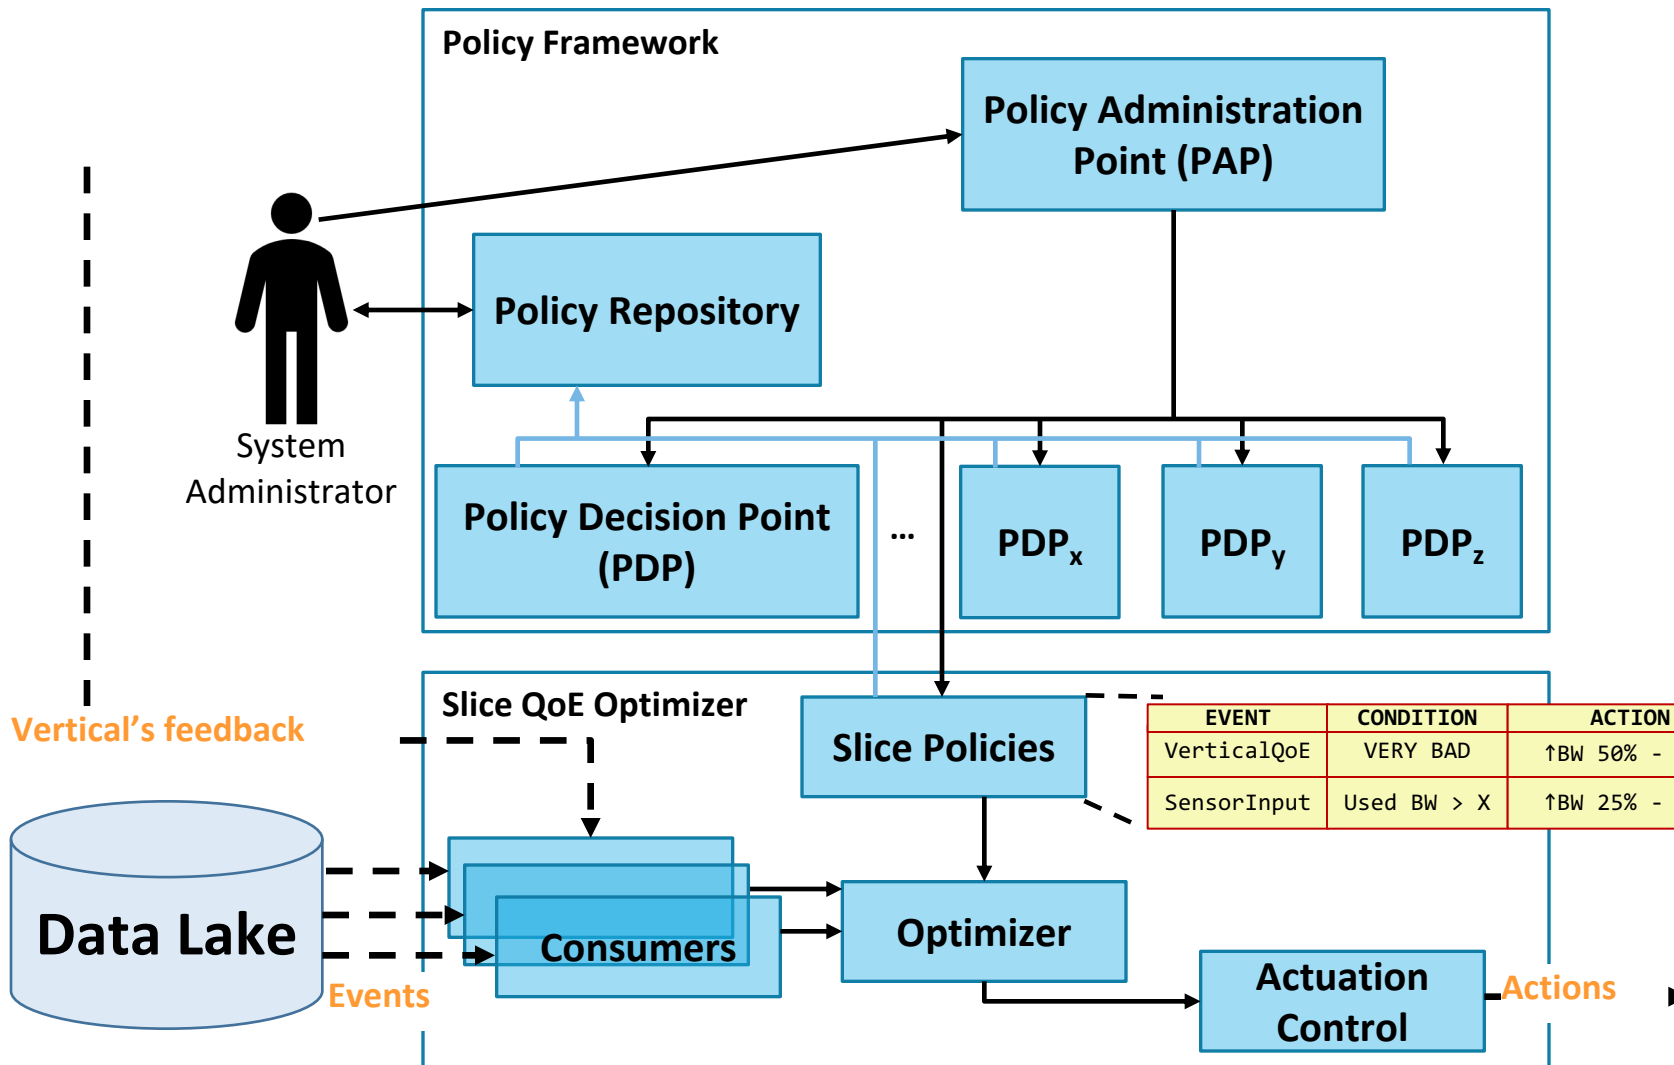 Policy Framework
Policy Administration
Point (PAP)
Policy Repository
System
Administrator
Policy Decision Point
(PDP)
...
PDPx
PDPy
PDPz
Vertical's feedback
Slice QoE Optimizer
Slice Policies
EVENT CONDITION ACTION
VerticalQoE VERY BAD ↑BW 50% -
SensorInput Used BW > X ↑BW 25% -
Data Lake
Events
Consumers
Optimizer
Actuation
Control
Actions